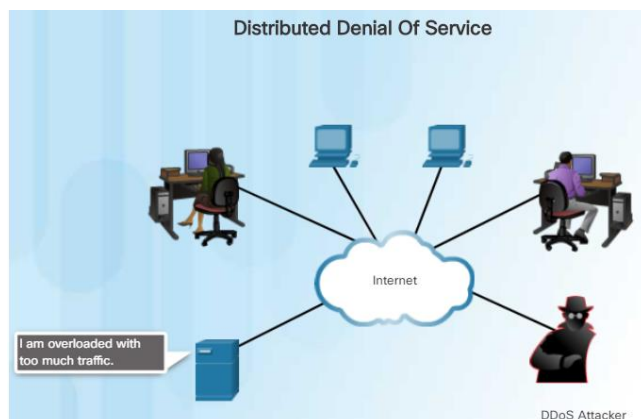 Distributed Denial Of Service
Internet
I am overloaded with
too much traffic.
DDoS Attacker